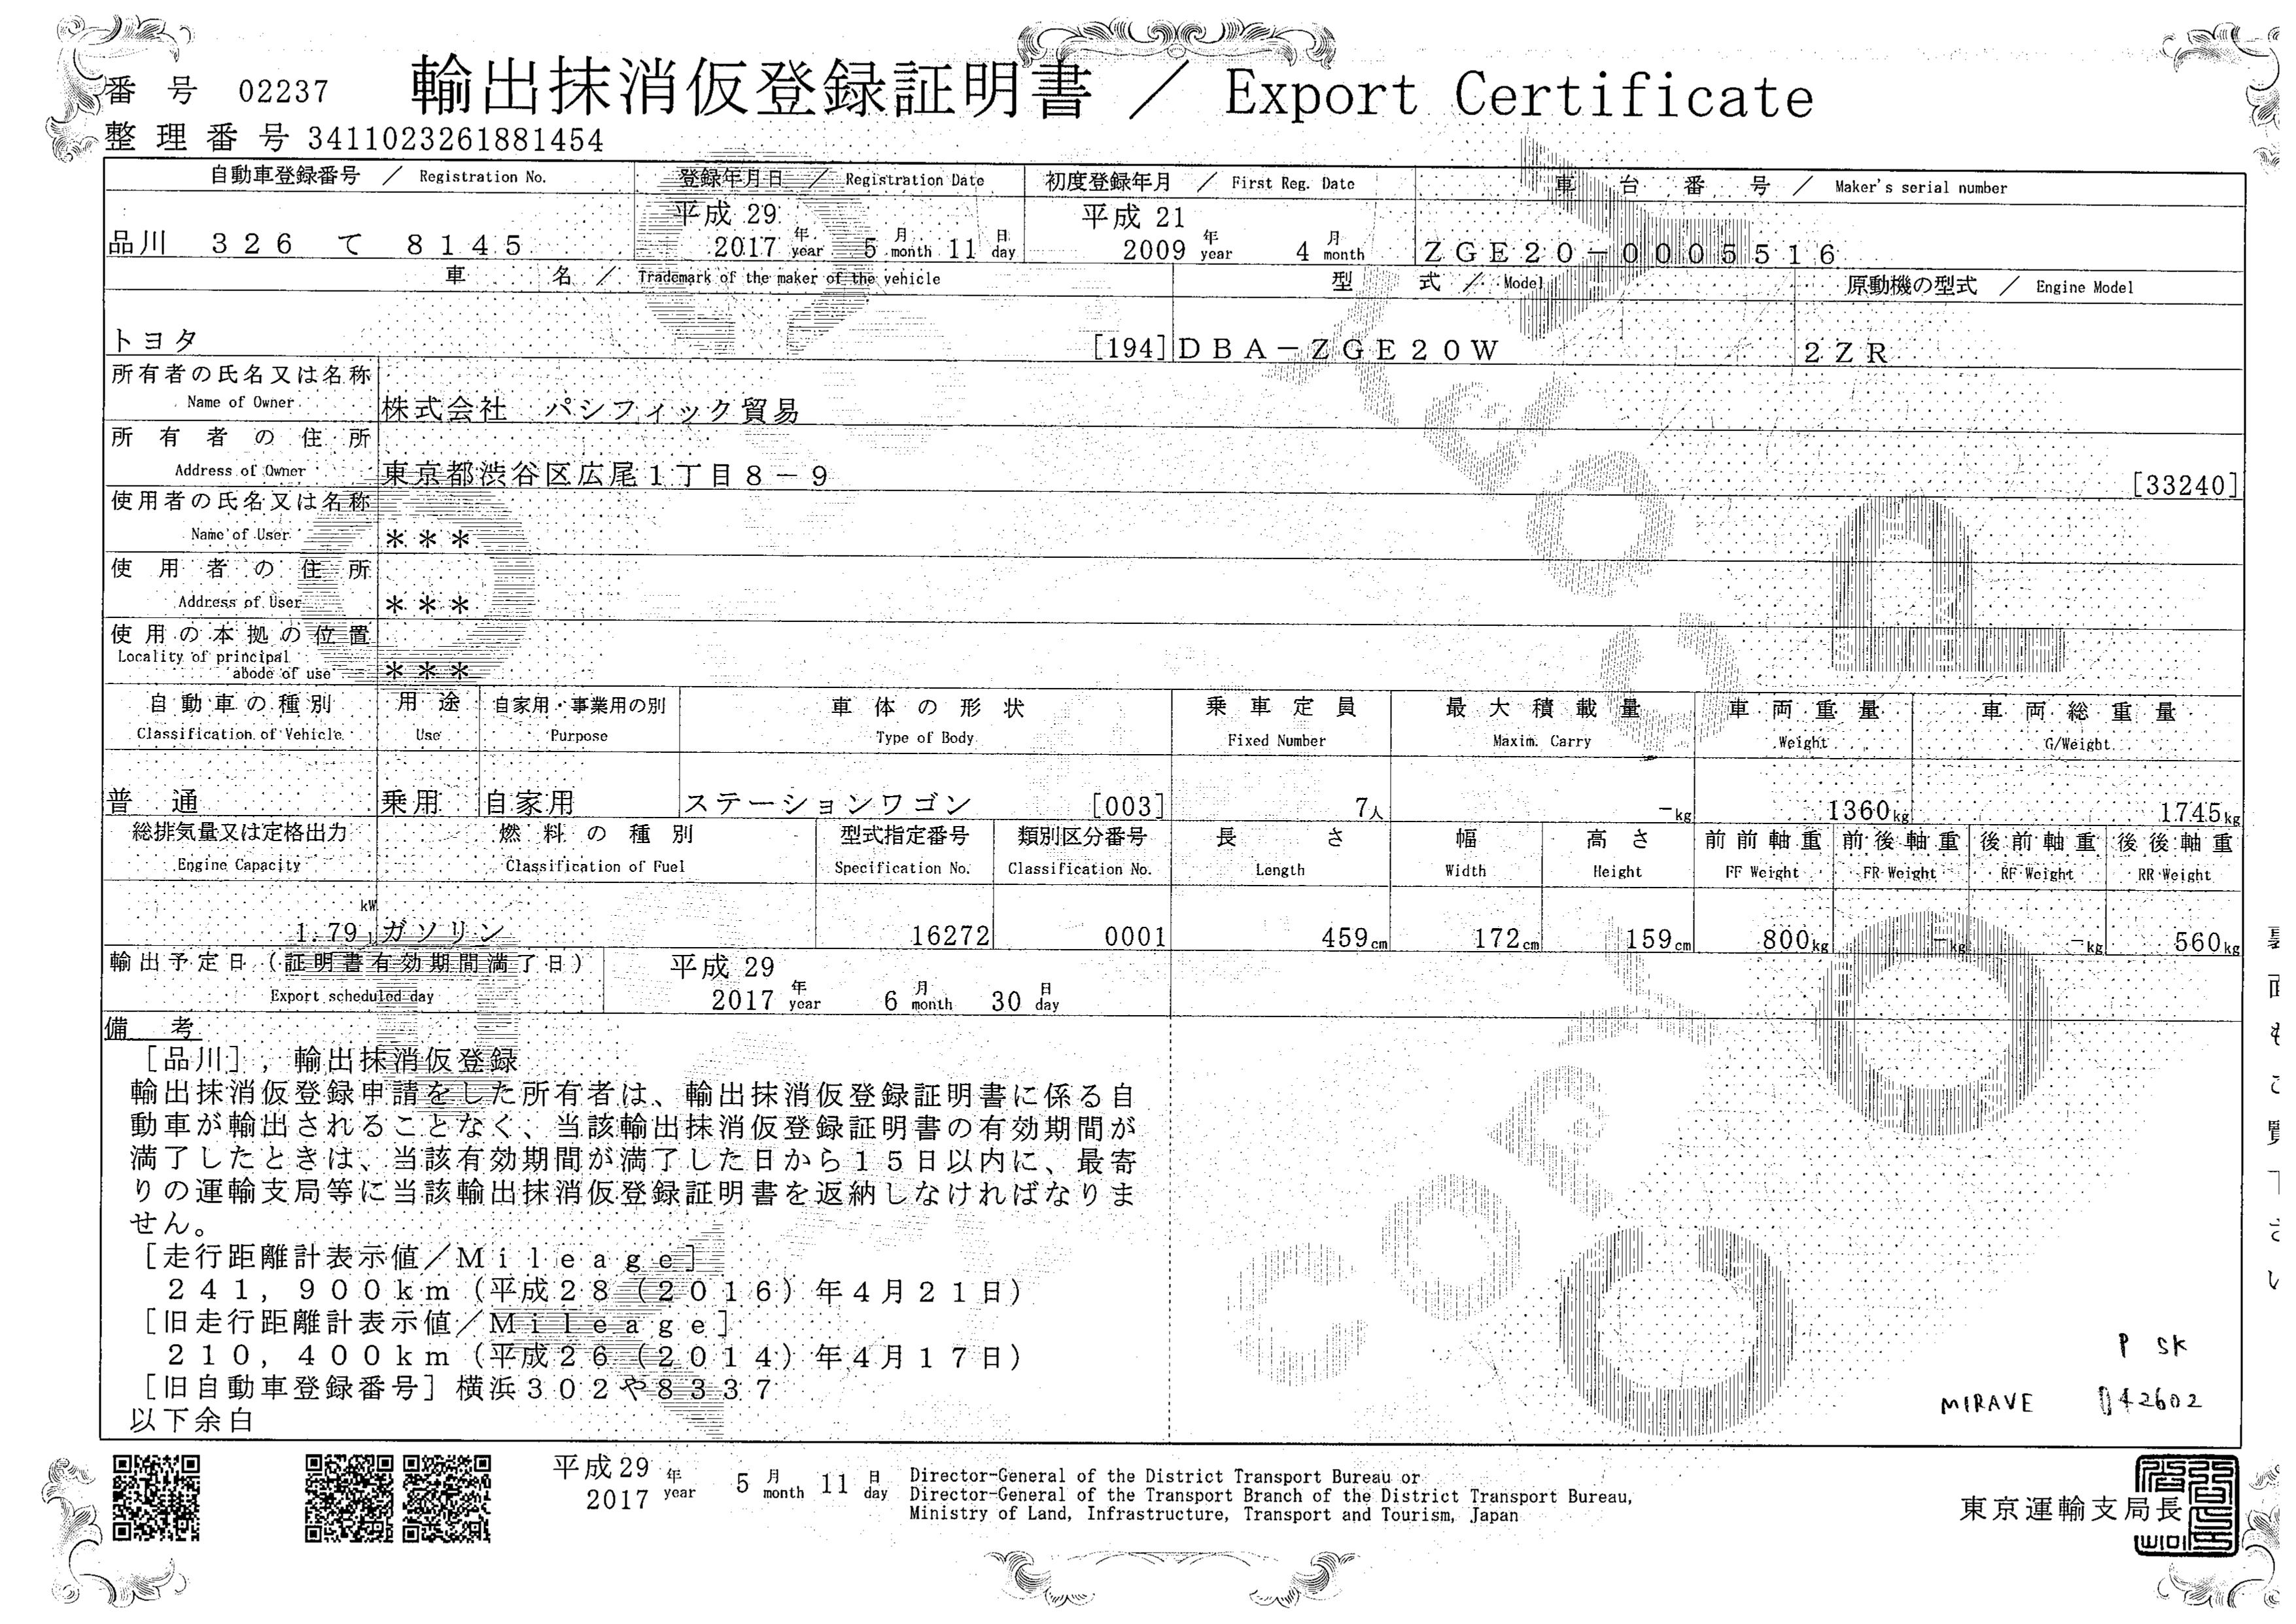 番 号 02237 輸出抹消仮登録証明書 ／ Export Certificate
整 理 番 号 3411023261881454
自動車登録番号 ／ Registration No. 登録年月日 ／ Registration Date 初度登録年月 ／ First Reg. Date 車 台 番 号 ／ Maker's serial number
平成 29 平成 21
品川 326 て 8145 2017 年 year 5 月 month 11 日 day 2009 年 year 4 月 month ZGE20-0005516
車 名 ／ Trademark of the maker of the vehicle 型 式 ／ Model 原動機の型式 ／ Engine Model
トヨタ [194] DBA-ZGE20W 2ZR
所有者の氏名又は名称
Name of Owner 株式会社 パシフィック貿易
所 有 者 の 住 所
Address of Owner 東京都渋谷区広尾1丁目8-9 [33240]
使用者の氏名又は名称
Name of User ＊＊＊
使 用 者 の 住 所
Address of User ＊＊＊
使 用 の 本 拠 の 位 置
Locality of principal
abode of use ＊＊＊
自動車の種別 用 途 自家用・事業用の別 車 体 の 形 状 乗 車 定 員 最 大 積 載 量 車 両 重 量 車 両 総 重 量
Classification of Vehicle Use Purpose Type of Body Fixed Number Maxim. Carry Weight G/Weight
普 通 乗用 自家用 ステーションワゴン [003] 7人 -kg 1360kg 1745kg
総排気量又は定格出力 燃 料 の 種 別 型式指定番号 類別区分番号 長 さ 幅 高 さ 前前軸重 前後軸重 後前軸重 後後軸重
Engine Capacity Classification of Fuel Specification No. Classification No. Length Width Height FF Weight FR Weight RF Weight RR Weight
kW
1.79 l ガソリン 16272 0001 459cm 172cm 159cm 800kg -kg -kg 560kg
輸出予定日（証明書有効期間満了日） 平成 29
Export scheduled day 2017 年 year 6 月 month 30 日 day
備 考
［品川］，輸出抹消仮登録
輸出抹消仮登録申請をした所有者は、輸出抹消仮登録証明書に係る自
動車が輸出されることなく、当該輸出抹消仮登録証明書の有効期間が
満了したときは、当該有効期間が満了した日から１５日以内に、最寄
りの運輸支局等に当該輸出抹消仮登録証明書を返納しなければなりま
せん。
［走行距離計表示値／Ｍｉｌｅａｇｅ］
２４１，９００ｋｍ（平成２８（２０１６）年４月２１日）
［旧走行距離計表示値／Ｍｉｌｅａｇｅ］
２１０，４００ｋｍ（平成２６（２０１４）年４月１７日）
［旧自動車登録番号］横浜３０２や８３３７
以下余白
P SK
MIRAVE 042602
平成29 年 5 月 11 日
2017 year month day
Director-General of the District Transport Bureau or
Director-General of the Transport Branch of the District Transport Bureau,
Ministry of Land, Infrastructure, Transport and Tourism, Japan
東京運輸支局長